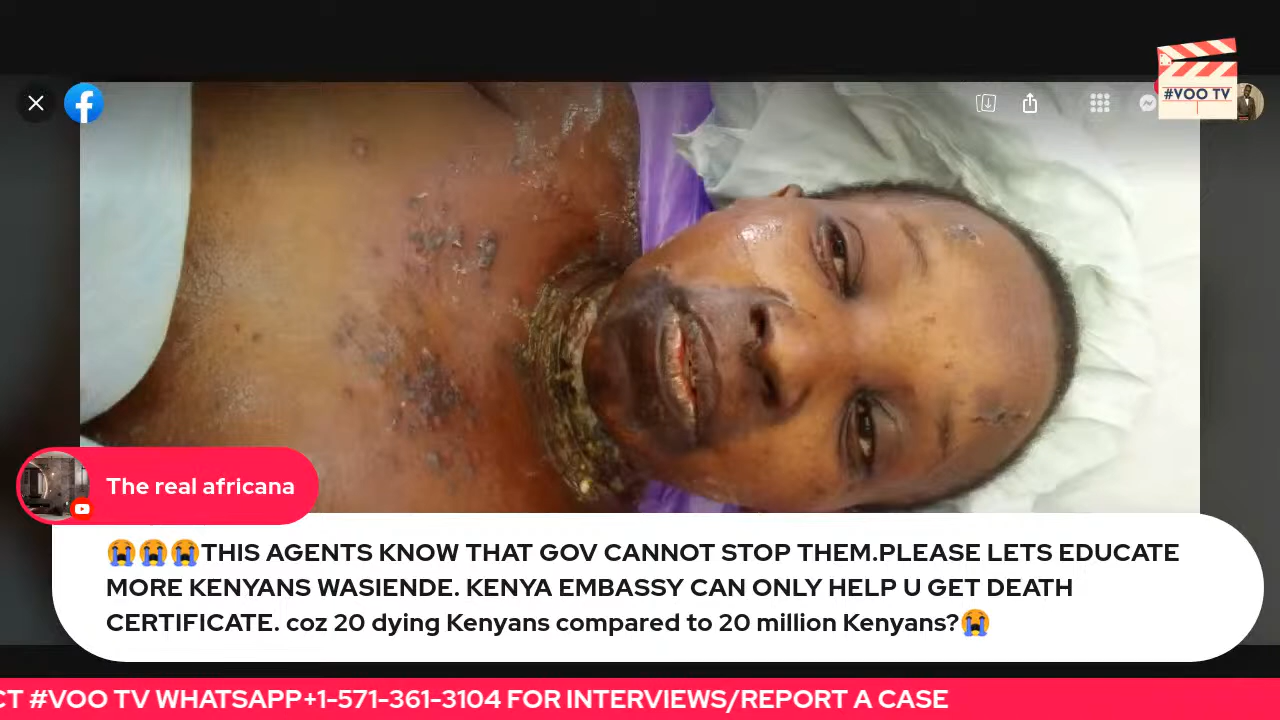 #VOO TV
The real africana
😭😭😭THIS AGENTS KNOW THAT GOV CANNOT STOP THEM.PLEASE LETS EDUCATE
MORE KENYANS WASIENDE. KENYA EMBASSY CAN ONLY HELP U GET DEATH
CERTIFICATE. coz 20 dying Kenyans compared to 20 million Kenyans?😭
CT #VOO TV WHATSAPP+1-571-361-3104 FOR INTERVIEWS/REPORT A CASE